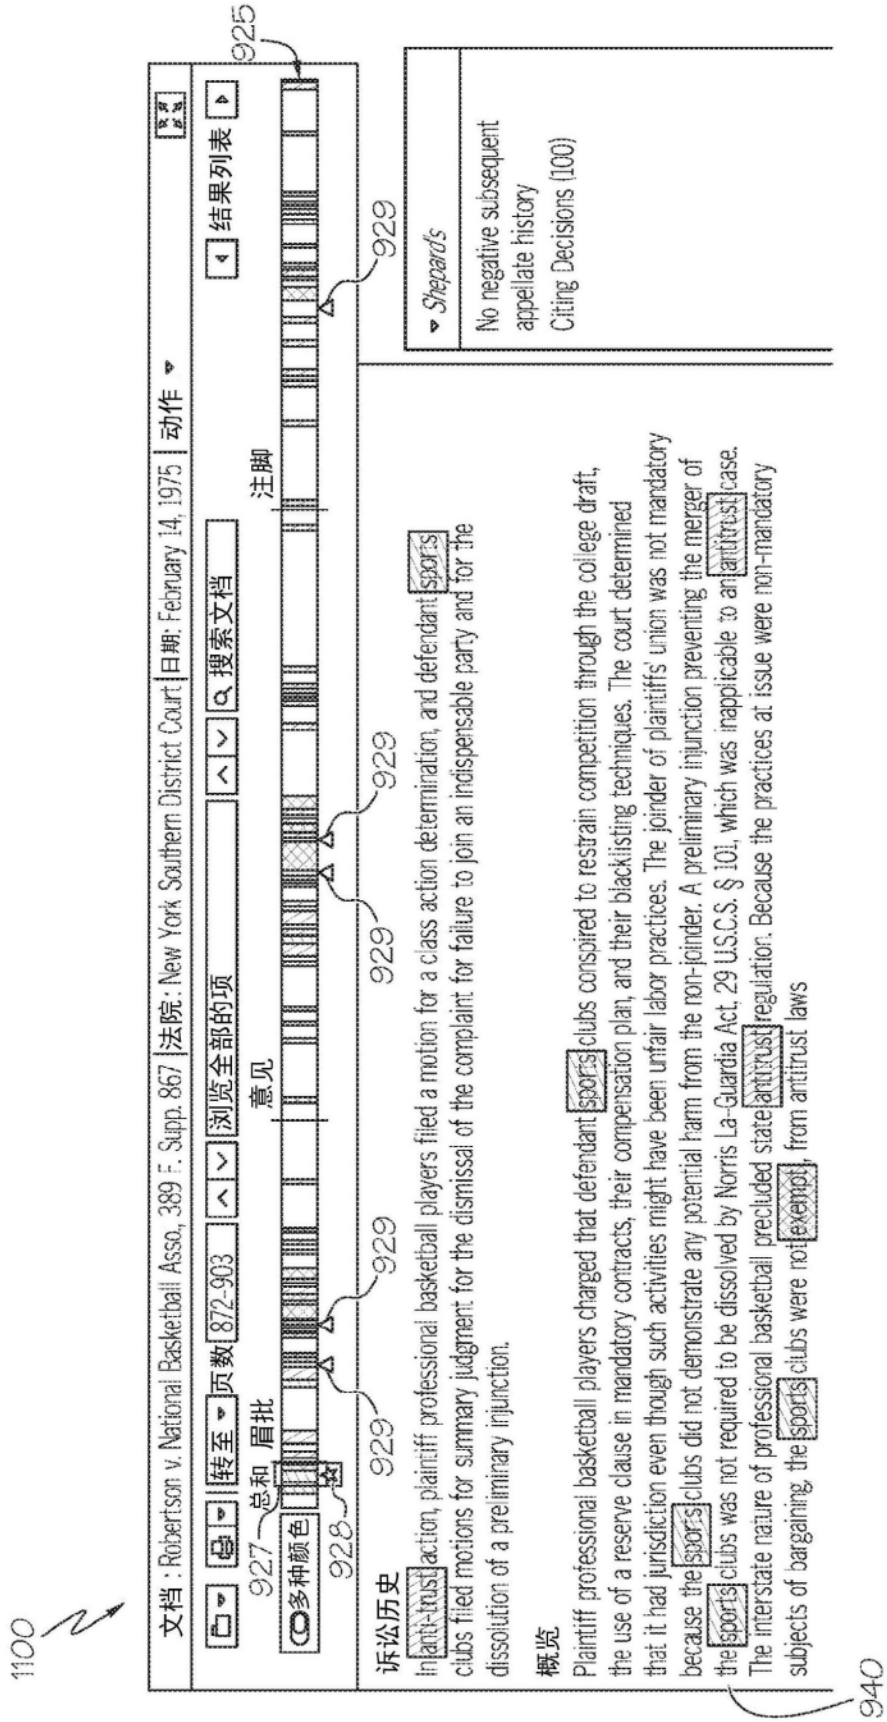 1100
文档: Robertson v. National Basketball Asso., 389 F. Supp. 867 法院: New York Southern District Court 日期: February 14, 1975 动作
转至 页数 872-903 浏览全部的项 搜索文档 结果列表
总和 眉批 意见 注脚
927
多种颜色
925
928
929 929 929 929 929
诉讼历史
In anti-trust action, plaintiff professional basketball players filed a motion for a class action determination, and defendant sports
clubs filed motions for summary judgment for the dismissal of the complaint for failure to join an indispensable party and for the
dissolution of a preliminary injunction.
概览
Plaintiff professional basketball players charged that defendant sports clubs conspired to restrain competition through the college draft,
the use of a reserve clause in mandatory contracts, their compensation plan, and their blacklisting techniques. The court determined
that it had jurisdiction even though such activities might have been unfair labor practices. The joinder of plaintiffs' union was not mandatory
because the sports clubs did not demonstrate any potential harm from the non-joinder. A preliminary injunction preventing the merger of
the sports clubs was not required to be dissolved by Norris La-Guardia Act, 29 U.S.C.S. § 101, which was inapplicable to an antitrust case.
The interstate nature of professional basketball precluded state antitrust regulation. Because the practices at issue were non-mandatory
subjects of bargaining, the sports clubs were not exempt, from antitrust laws
940
Shepard's
No negative subsequent
appellate history
Citing Decisions (100)